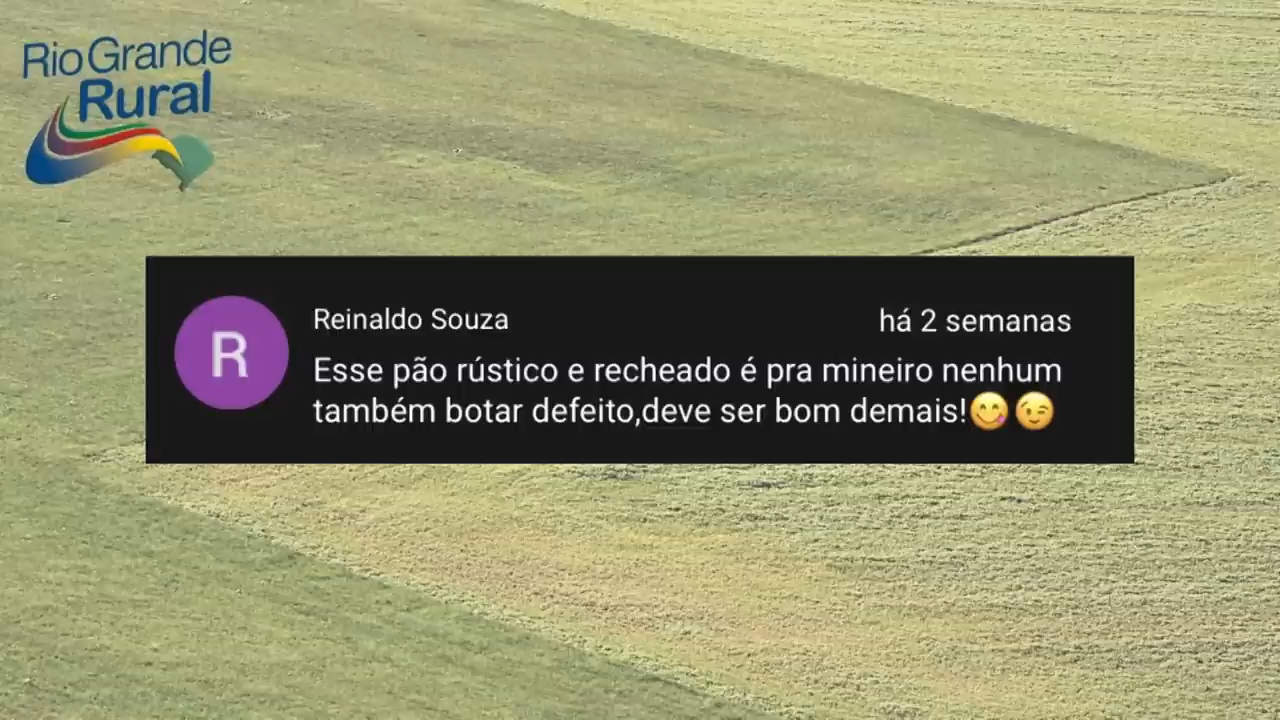 Rio Grande
Rural
R
Reinaldo Souza
há 2 semanas
Esse pão rústico e recheado é pra mineiro nenhum
também botar defeito,deve ser bom demais!😋😉